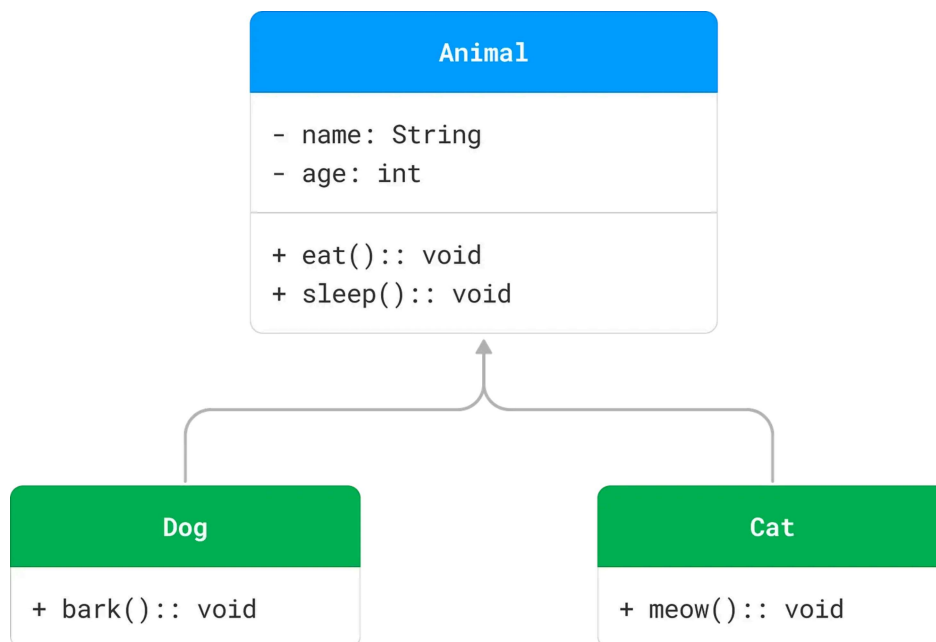 Animal
- name: String
- age: int
+ eat():: void
+ sleep():: void
Dog
+ bark():: void
Cat
+ meow():: void